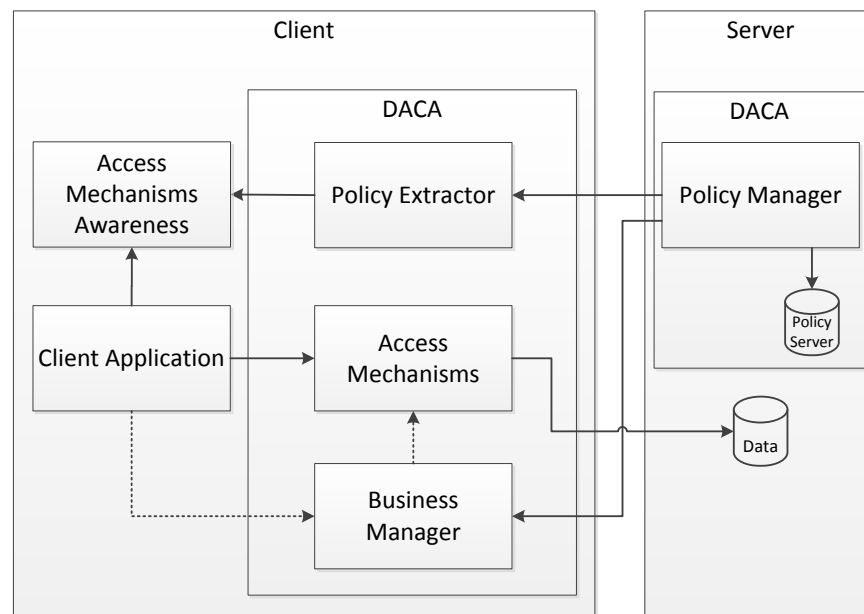 Client
Server
DACA
DACA
Access
Mechanisms
Awareness
Policy Extractor
Policy Manager
Policy
Server
Client Application
Access
Mechanisms
Data
Business
Manager